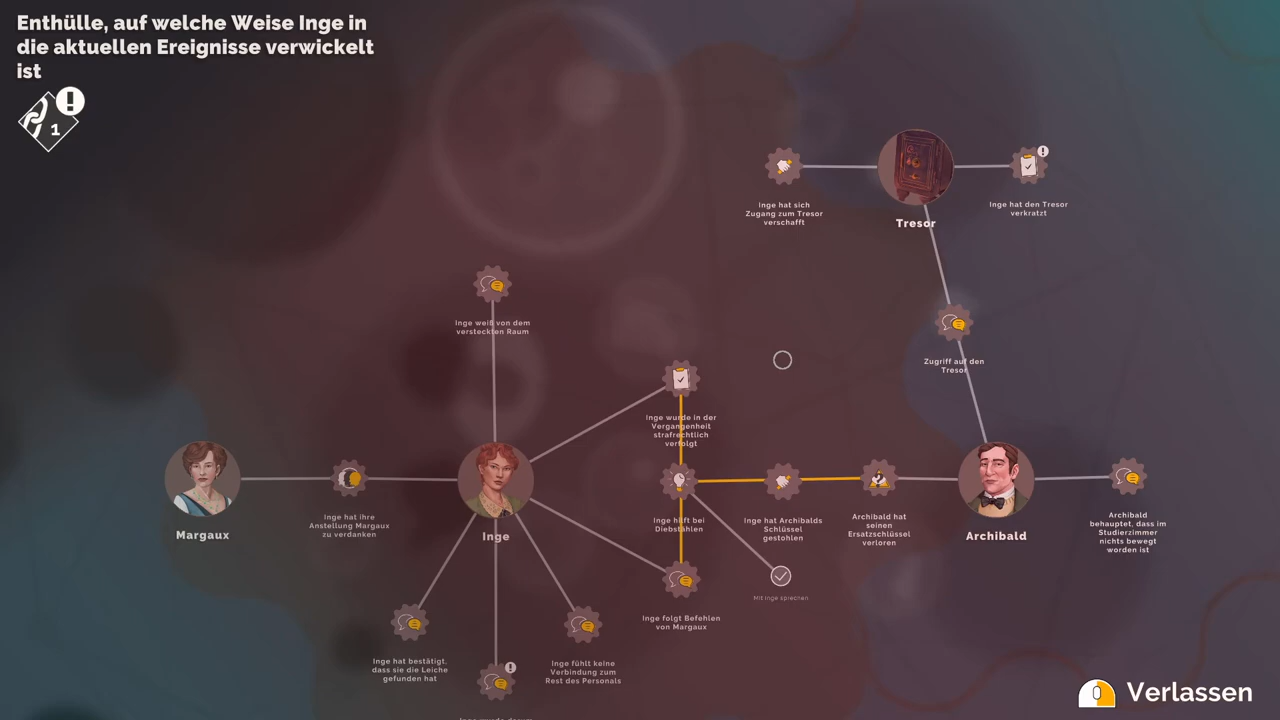 Enthülle, auf welche Weise Inge in
die aktuellen Ereignisse verwickelt
ist
1
Inge hat sich
Zugang zum Tresor
verschafft
Tresor
Inge hat den Tresor
verkratzt
Inge weiß von dem
versteckten Raum
Zugriff auf den
Tresor
Inge wurde in der
Vergangenheit
strafrechtlich
verfolgt
Margaux
Inge hat ihre
Anstellung Margaux
zu verdanken
Inge
Inge hilft bei
Diebstählen
Inge hat Archibalds
Schlüssel
gestohlen
Archibald hat
seinen
Ersatzschlüssel
verloren
Archibald
Archibald
behauptet, dass im
Studierzimmer
nichts bewegt
worden ist
Mit Inge sprechen
Inge folgt Befehlen
von Margaux
Inge hat bestätigt,
dass sie die Leiche
gefunden hat
Inge fühlt keine
Verbindung zum
Rest des Personals
Verlassen